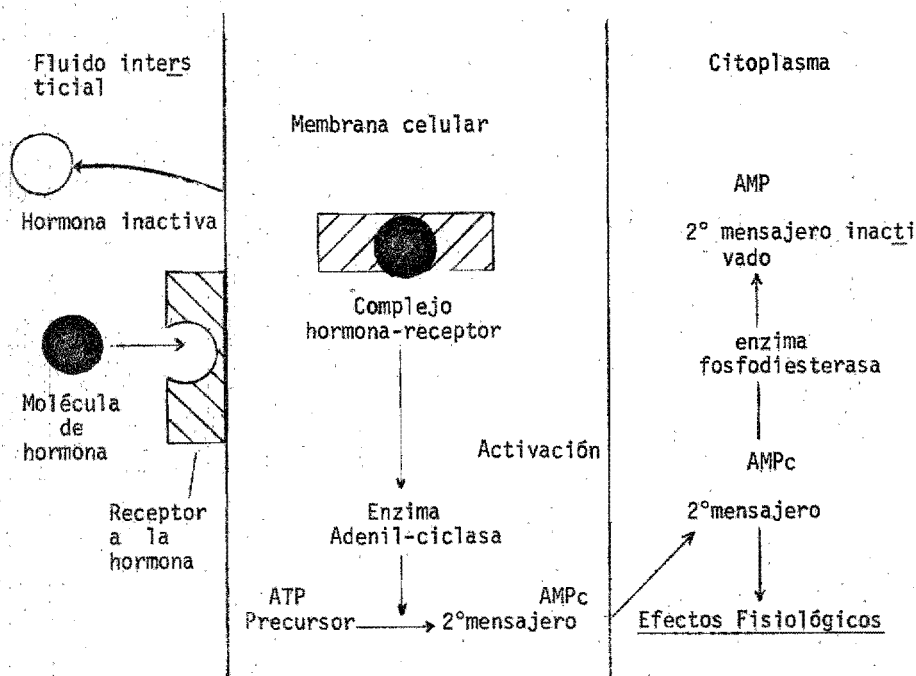 Fluido inters
ticial
Hormona inactiva
Molécula
de
hormona
Receptor
a la
hormona
Membrana celular
Complejo
hormona-receptor
Activación
Enzima
Adenil-ciclasa
ATP
Precursor
AMPc
2°mensajero
Citoplasma
AMP
2° mensajero inacti
vado
enzima
fosfodiesterasa
AMPc
2°mensajero
Efectos Fisiológicos